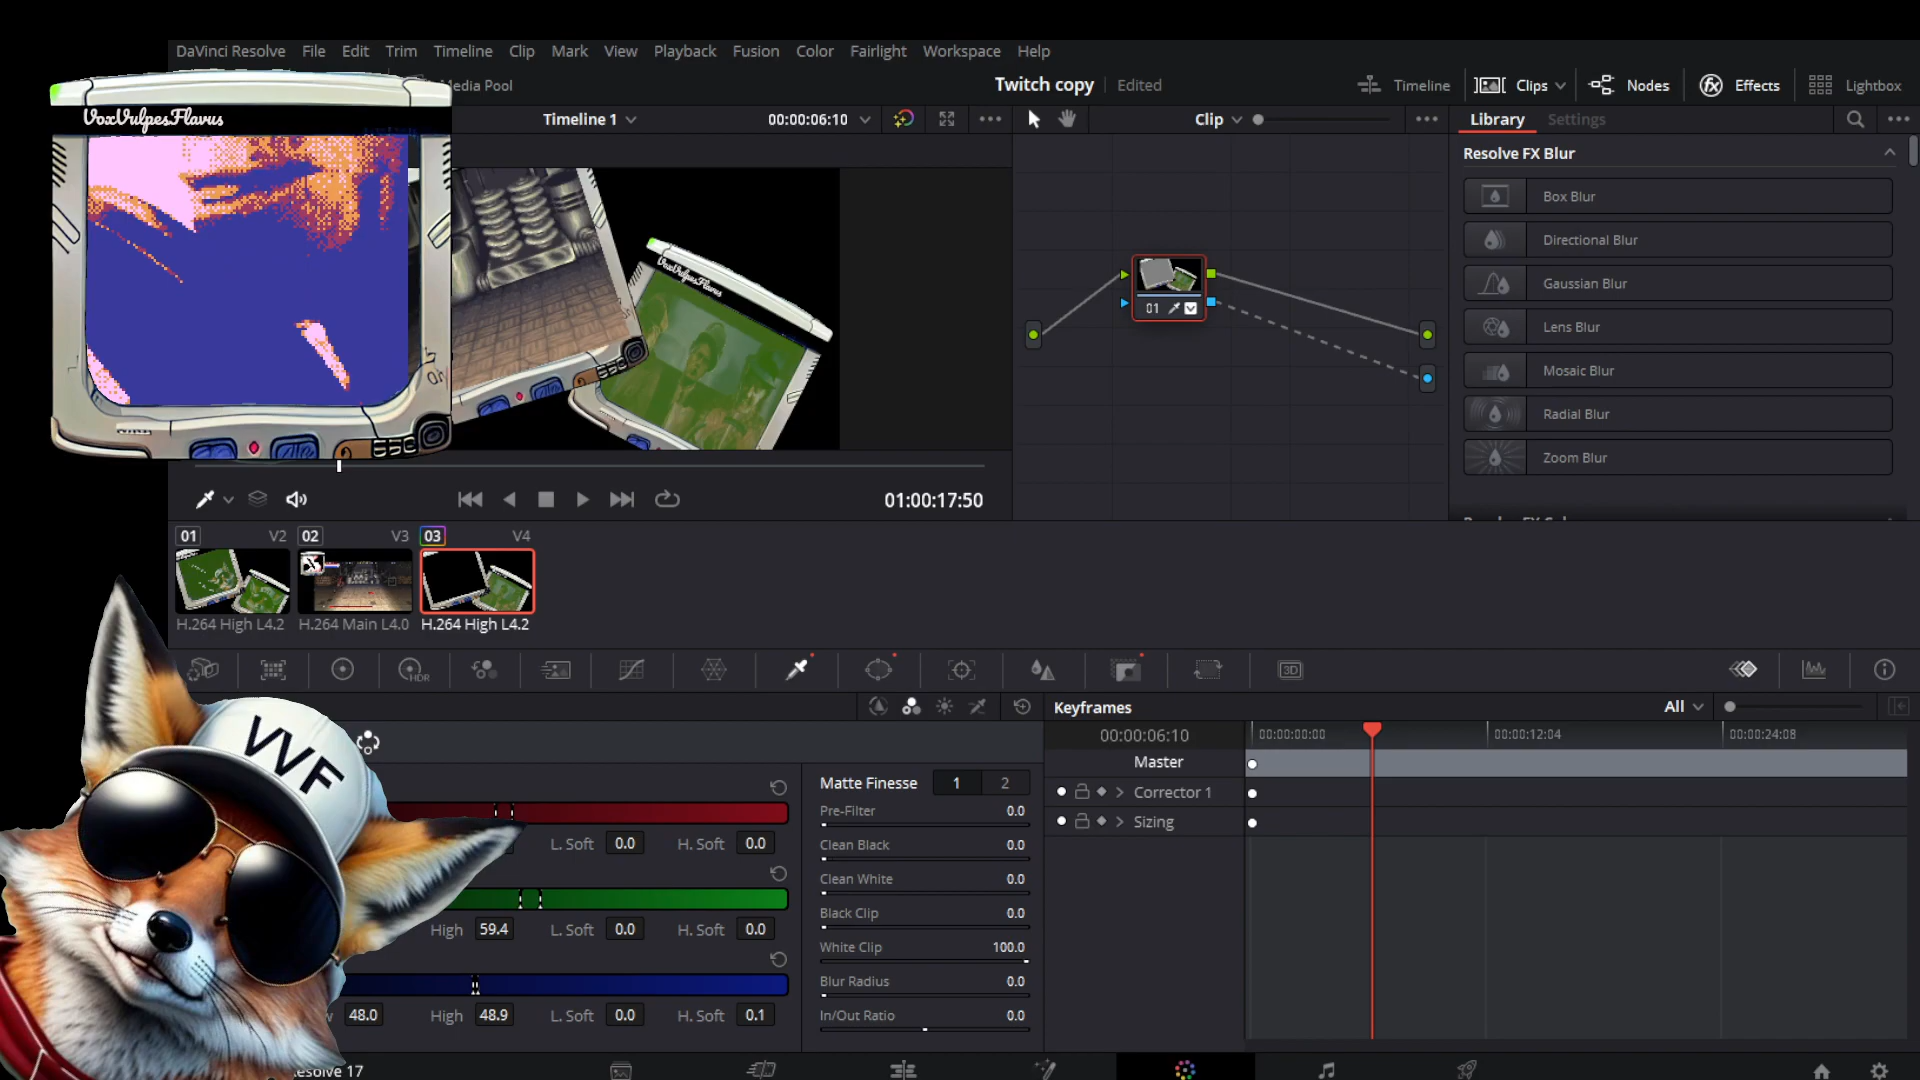 DaVinci Resolve File Edit Trim Timeline Clip Mark View Playback Fusion Color Fairlight Workspace Help
Media Pool Twitch copy Edited Timeline Clips Nodes Effects Lightbox
VoxVulpesFlavus
Timeline 1 00:00:06:10 Clip Library Settings
Resolve FX Blur
Box Blur
Directional Blur
VoxVulpesFlavus
Gaussian Blur
01
Lens Blur
Mosaic Blur
Radial Blur
Zoom Blur
01:00:17:50
01 V2 02 V3 03 V4
H.264 High L4.2 H.264 Main L4.0 H.264 High L4.2
HDR 3D
Keyframes All
00:00:06:10 00:00:00:00 00:00:12:04 00:00:24:08
VVF
Master
Matte Finesse 1 2
Corrector 1
Pre-Filter 0.0
Sizing
L. Soft 0.0 H. Soft 0.0
Clean Black 0.0
Clean White 0.0
Black Clip 0.0
High 59.4 L. Soft 0.0 H. Soft 0.0
White Clip 100.0
Blur Radius 0.0
48.0 High 48.9 L. Soft 0.0 H. Soft 0.1
In/Out Ratio 0.0
esolve 17